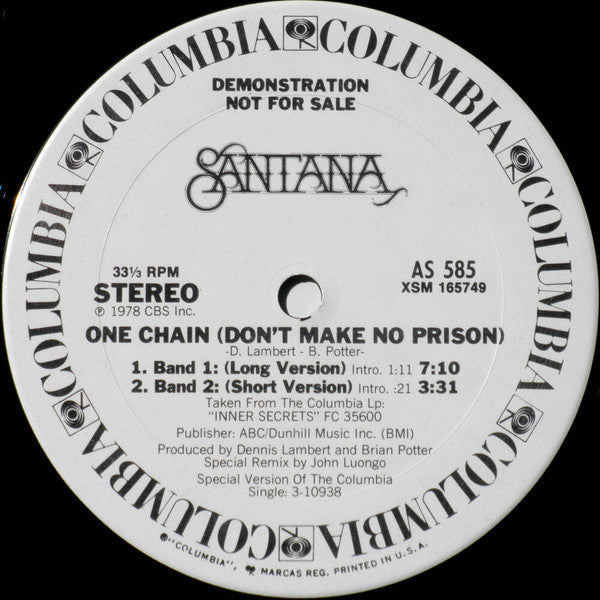 COLUMBIA COLUMBIA COLUMBIA COLUMBIA COLUMBIA COLUMBIA COLUMBIA COLUMBIA
DEMONSTRATION
NOT FOR SALE
SANTANA
33⅓ RPM
STEREO
℗ 1978 CBS Inc.
AS 585
XSM 165749
ONE CHAIN (DON'T MAKE NO PRISON)
-D. Lambert - B. Potter-
1. Band 1: (Long Version) Intro. 1:11 7:10
2. Band 2: (Short Version) Intro. :21 3:31
Taken From The Columbia Lp:
"INNER SECRETS" FC 35600
Publisher: ABC/Dunhill Music Inc. (BMI)
Produced by Dennis Lambert and Brian Potter
Special Remix by John Luongo
Special Version Of The Columbia
Single: 3-10938
"COLUMBIA", MARCAS REG. PRINTED IN U.S.A.